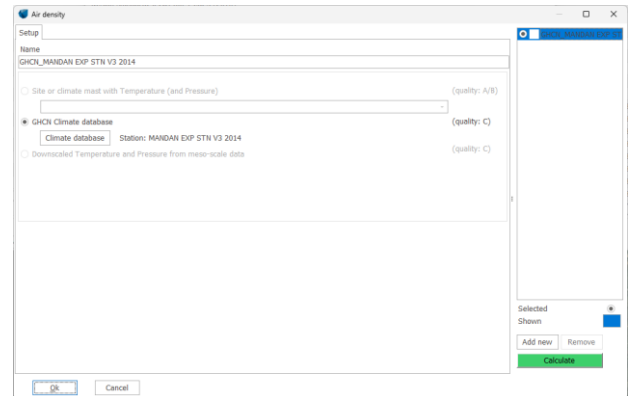 Air density
Setup
Name
GHCN_MANDAN EXP STN V3 2014
Site or climate mast with Temperature (and Pressure) (quality: A/B)
GHCN Climate database (quality: C)
Climate database Station: MANDAN EXP STN V3 2014
Downscaled Temperature and Pressure from meso-scale data (quality: C)
GHCN_MANDAN EXP ST
Selected
Shown
Add new Remove
Calculate
Ok Cancel